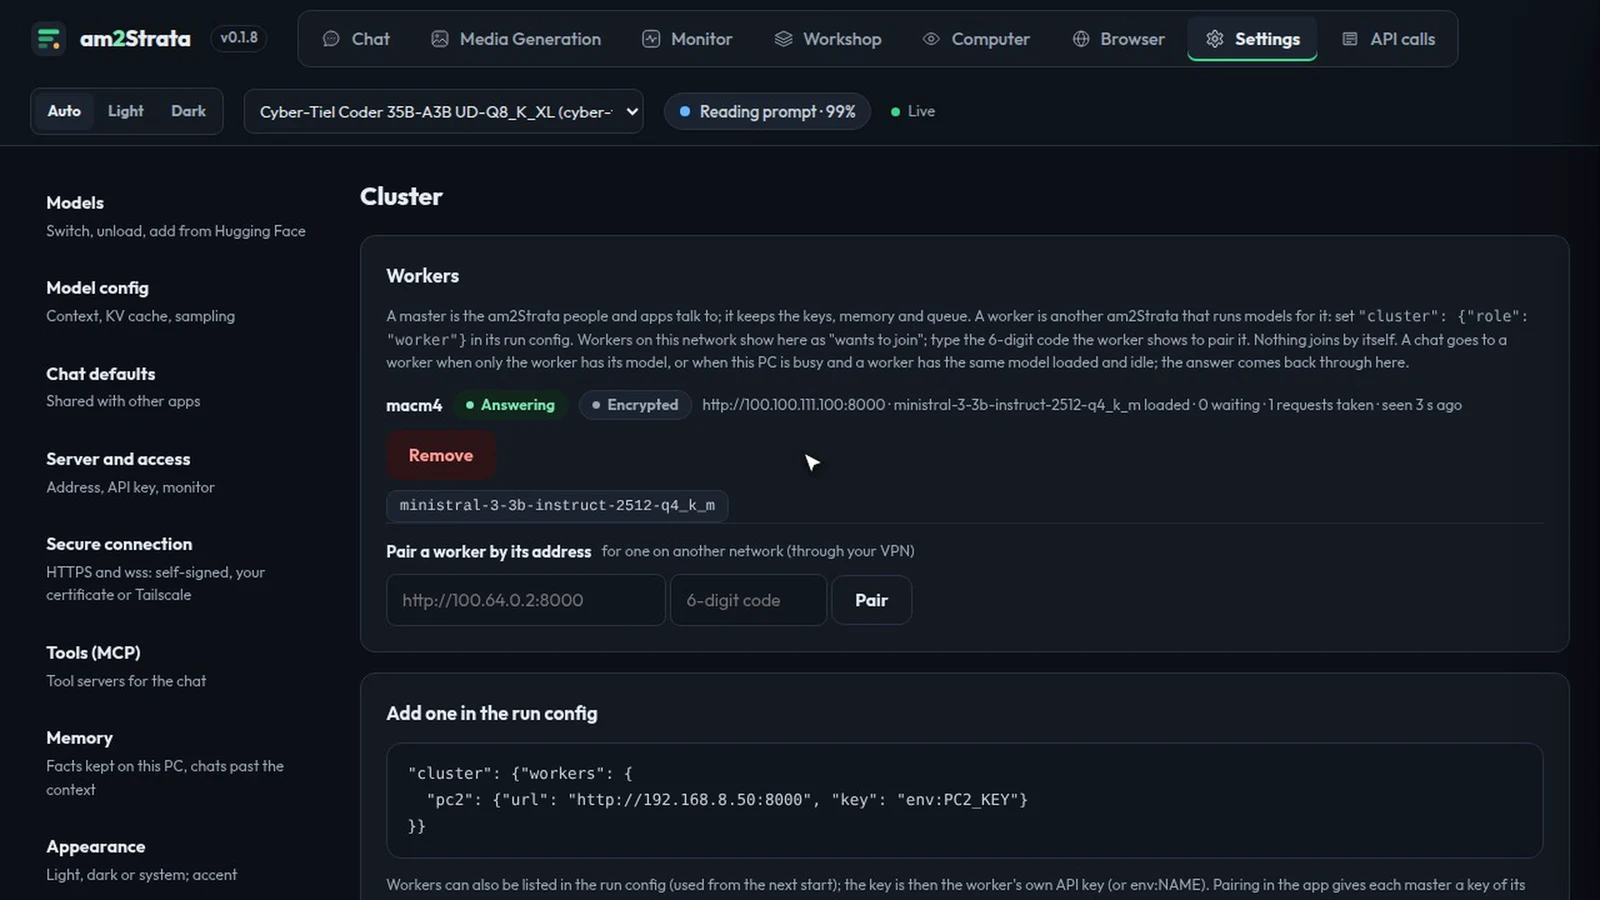 am2Strata v0.1.8 Chat Media Generation Monitor Workshop Computer Browser Settings API calls
Auto Light Dark Cyber-Tiel Coder 35B-A3B UD-Q8_K_XL (cyber- Reading prompt · 99% Live
Models
Switch, unload, add from Hugging Face
Model config
Context, KV cache, sampling
Chat defaults
Shared with other apps
Server and access
Address, API key, monitor
Secure connection
HTTPS and wss: self-signed, your
certificate or Tailscale
Tools (MCP)
Tool servers for the chat
Memory
Facts kept on this PC, chats past the
context
Appearance
Light, dark or system; accent
Cluster
Workers
A master is the am2Strata people and apps talk to; it keeps the keys, memory and queue. A worker is another am2Strata that runs models for it: set "cluster": {"role":
"worker"} in its run config. Workers on this network show here as "wants to join"; type the 6-digit code the worker shows to pair it. Nothing joins by itself. A chat goes to a
worker when only the worker has its model, or when this PC is busy and a worker has the same model loaded and idle; the answer comes back through here.
macm4 Answering Encrypted http://100.100.111.100:8000 · ministral-3-3b-instruct-2512-q4_k_m loaded · 0 waiting · 1 requests taken · seen 3 s ago
Remove
ministral-3-3b-instruct-2512-q4_k_m
Pair a worker by its address for one on another network (through your VPN)
http://100.64.0.2:8000 6-digit code Pair
Add one in the run config
"cluster": {"workers": {
"pc2": {"url": "http://192.168.8.50:8000", "key": "env:PC2_KEY"}
}}
Workers can also be listed in the run config (used from the next start); the key is then the worker's own API key (or env:NAME). Pairing in the app gives each master a key of its